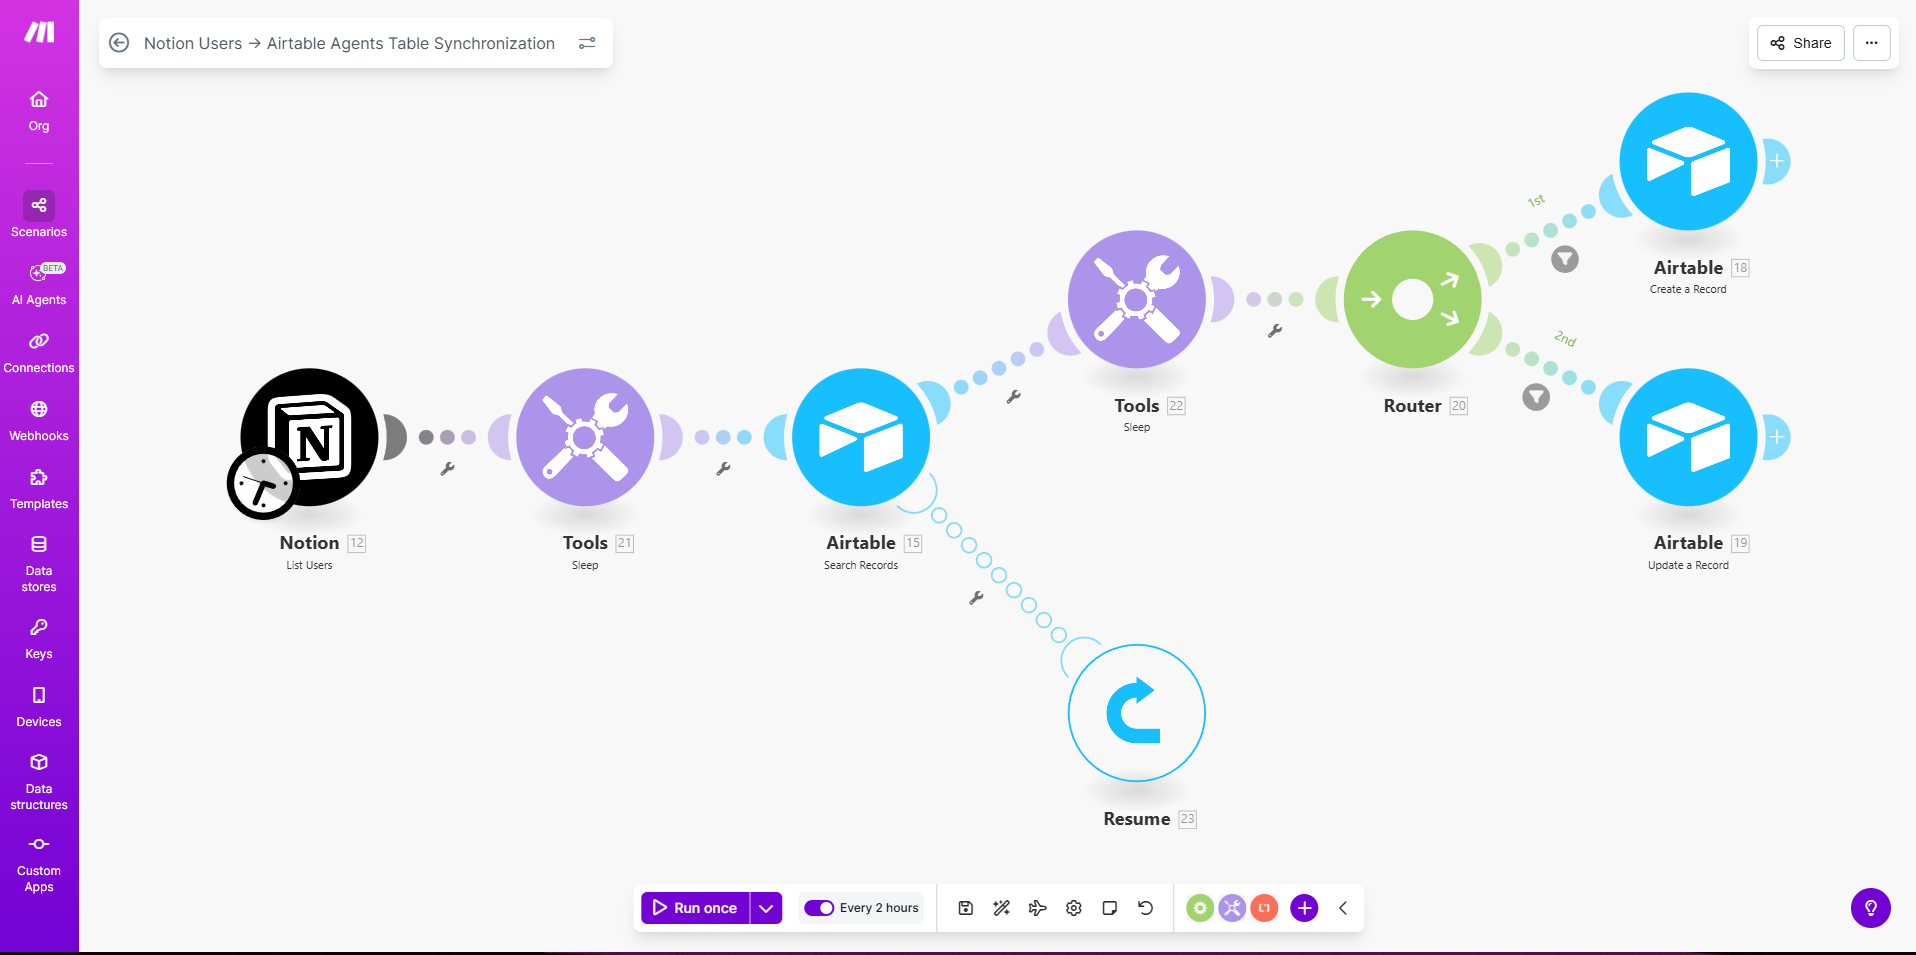 Notion Users → Airtable Agents Table Synchronization
Share
Org
Scenarios
BETA
AI Agents
Connections
Webhooks
Templates
Data
stores
Keys
Devices
Data
structures
Custom
Apps
Notion 12
List Users
Tools 21
Sleep
Airtable 15
Search Records
Tools 22
Sleep
Router 20
1st
2nd
Airtable 18
Create a Record
Airtable 19
Update a Record
Resume 23
Run once
Every 2 hours